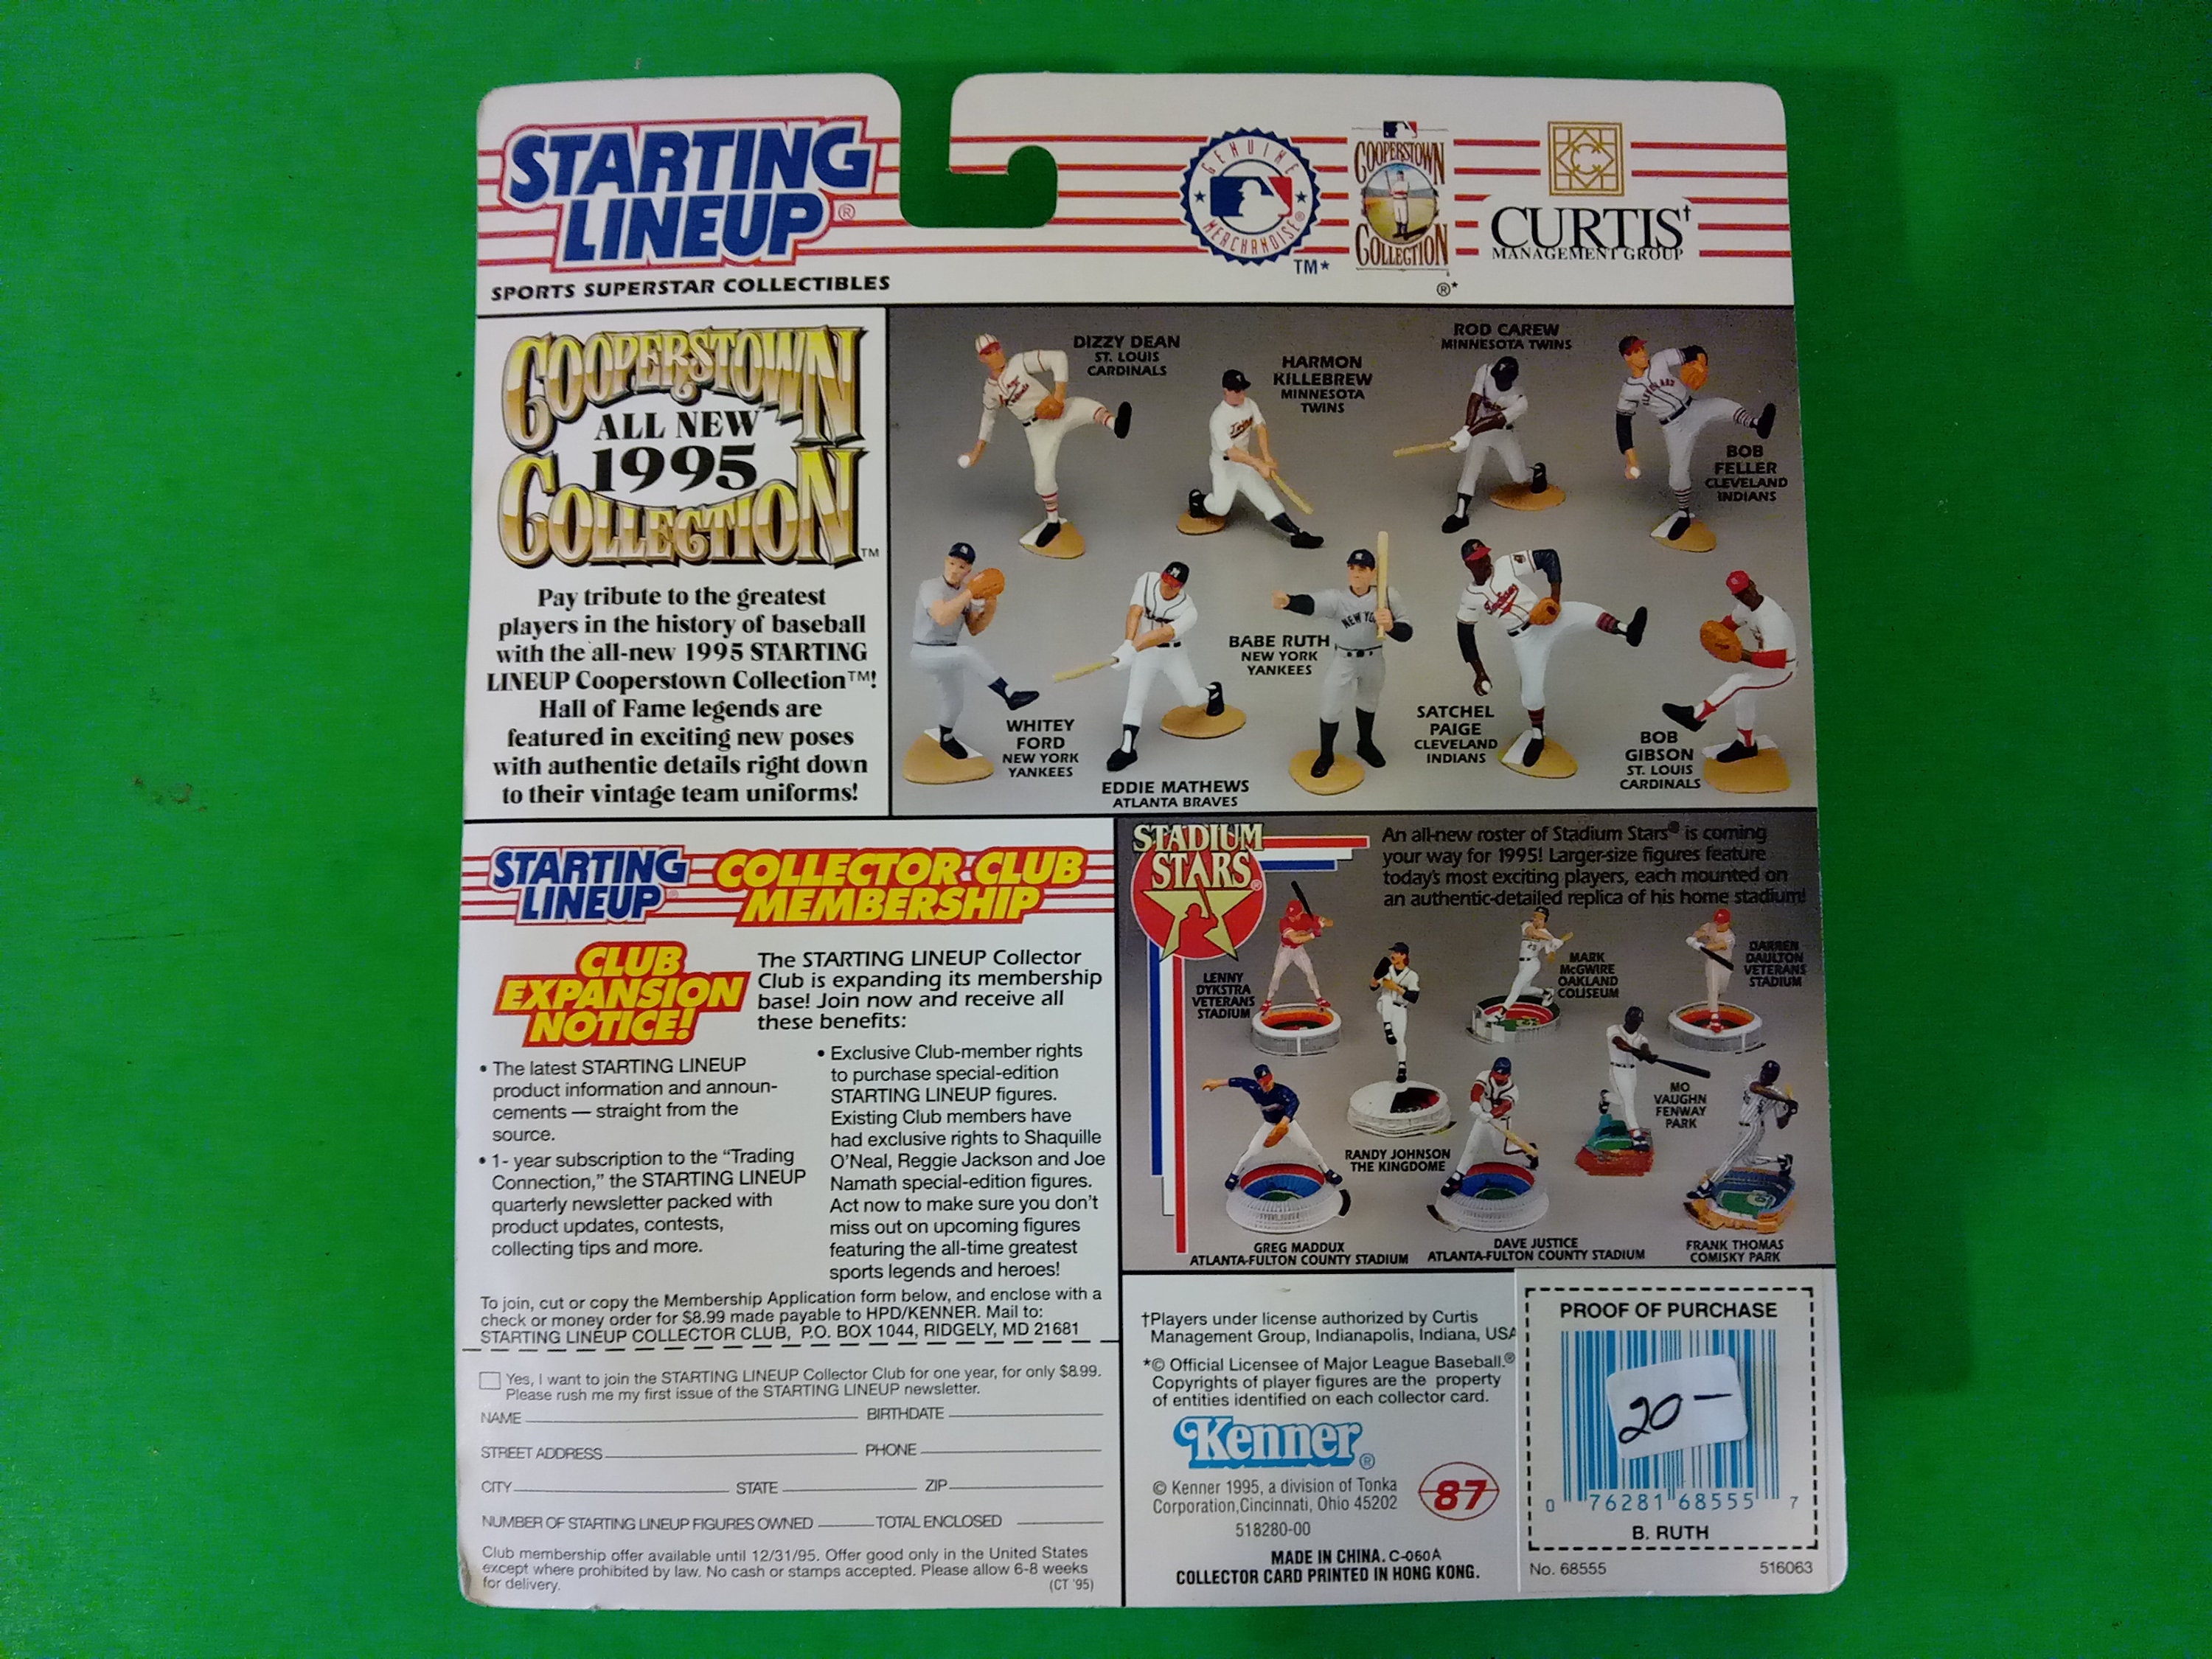 STARTING
LINEUP®
SPORTS SUPERSTAR COLLECTIBLES
GENUINE
MERCHANDISE®
TM*
COOPERSTOWN
COLLECTION
®*
CURTIS†
MANAGEMENT GROUP
COOPERSTOWN
ALL NEW
1995
COLLECTION™
Pay tribute to the greatest
players in the history of baseball
with the all-new 1995 STARTING
LINEUP Cooperstown Collection™!
Hall of Fame legends are
featured in exciting new poses
with authentic details right down
to their vintage team uniforms!
DIZZY DEAN
ST. LOUIS
CARDINALS
HARMON
KILLEBREW
MINNESOTA
TWINS
ROD CAREW
MINNESOTA TWINS
BOB
FELLER
CLEVELAND
INDIANS
WHITEY
FORD
NEW YORK
YANKEES
EDDIE MATHEWS
ATLANTA BRAVES
BABE RUTH
NEW YORK
YANKEES
SATCHEL
PAIGE
CLEVELAND
INDIANS
BOB
GIBSON
ST. LOUIS
CARDINALS
STARTING
LINEUP®
COLLECTOR CLUB
MEMBERSHIP
CLUB
EXPANSION
NOTICE!
The STARTING LINEUP Collector
Club is expanding its membership
base! Join now and receive all
these benefits:
• The latest STARTING LINEUP
product information and announ-
cements — straight from the
source.
• 1- year subscription to the “Trading
Connection,” the STARTING LINEUP
quarterly newsletter packed with
product updates, contests,
collecting tips and more.
• Exclusive Club-member rights
to purchase special-edition
STARTING LINEUP figures.
Existing Club members have
had exclusive rights to Shaquille
O'Neal, Reggie Jackson and Joe
Namath special-edition figures.
Act now to make sure you don't
miss out on upcoming figures
featuring the all-time greatest
sports legends and heroes!
To join, cut or copy the Membership Application form below, and enclose with a
check or money order for $8.99 made payable to HPD/KENNER. Mail to:
STARTING LINEUP COLLECTOR CLUB, P.O. BOX 1044, RIDGELY, MD 21681
Yes, I want to join the STARTING LINEUP Collector Club for one year, for only $8.99.
Please rush me my first issue of the STARTING LINEUP newsletter.
NAME BIRTHDATE
STREET ADDRESS PHONE
CITY STATE ZIP
NUMBER OF STARTING LINEUP FIGURES OWNED TOTAL ENCLOSED
Club membership offer available until 12/31/95. Offer good only in the United States
except where prohibited by law. No cash or stamps accepted. Please allow 6-8 weeks
for delivery. (CT '95)
STADIUM
STARS®
An all-new roster of Stadium Stars® is coming
your way for 1995! Larger-size figures feature
today's most exciting players, each mounted on
an authentic-detailed replica of his home stadium!
LENNY
DYKSTRA
VETERANS
STADIUM
MARK
McGWIRE
OAKLAND
COLISEUM
DARREN
DAULTON
VETERANS
STADIUM
RANDY JOHNSON
THE KINGDOME
MO
VAUGHN
FENWAY
PARK
GREG MADDUX
ATLANTA-FULTON COUNTY STADIUM
DAVE JUSTICE
ATLANTA-FULTON COUNTY STADIUM
FRANK THOMAS
COMISKY PARK
†Players under license authorized by Curtis
Management Group, Indianapolis, Indiana, USA
*© Official Licensee of Major League Baseball.®
Copyrights of player figures are the property
of entities identified on each collector card.
Kenner®
© Kenner 1995, a division of Tonka
Corporation,Cincinnati, Ohio 45202
518280-00
87
MADE IN CHINA. C-060A
COLLECTOR CARD PRINTED IN HONG KONG.
PROOF OF PURCHASE
20—
0 76281 68555 7
B. RUTH
No. 68555 516063